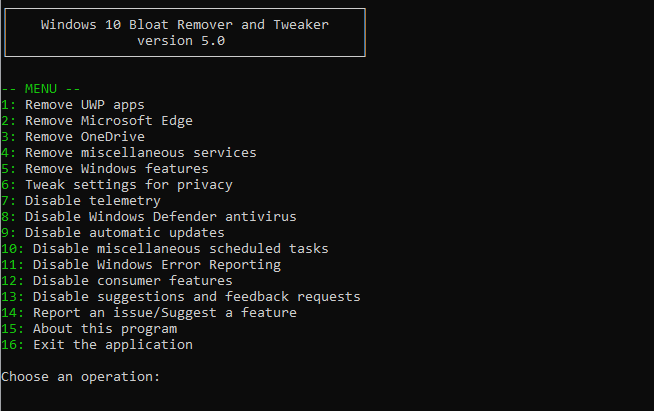 Windows 10 Bloat Remover and Tweaker
version 5.0
-- MENU --
1: Remove UWP apps
2: Remove Microsoft Edge
3: Remove OneDrive
4: Remove miscellaneous services
5: Remove Windows features
6: Tweak settings for privacy
7: Disable telemetry
8: Disable Windows Defender antivirus
9: Disable automatic updates
10: Disable miscellaneous scheduled tasks
11: Disable Windows Error Reporting
12: Disable consumer features
13: Disable suggestions and feedback requests
14: Report an issue/Suggest a feature
15: About this program
16: Exit the application
Choose an operation: